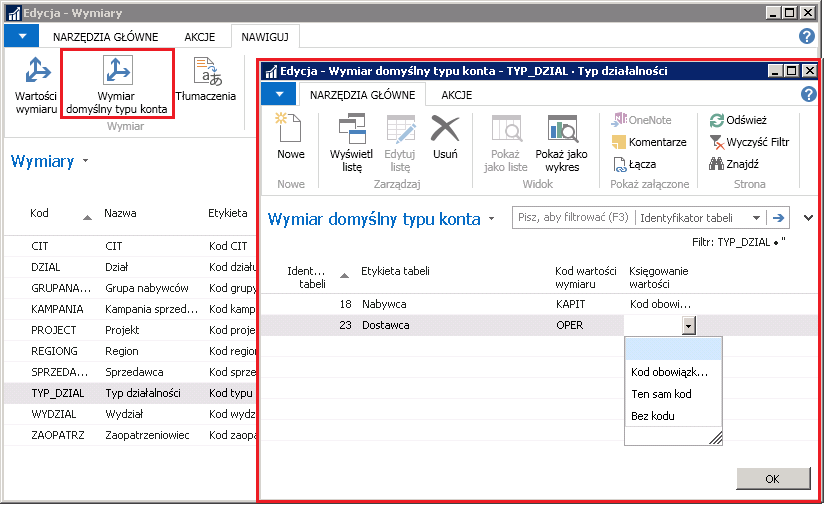 Edycja - Wymiary
NARZĘDZIA GŁÓWNE AKCJE NAWIGUJ
Wartości wymiaru
Wymiar domyślny typu konta
Tłumaczenia
Wymiar
Wymiary
Kod Nazwa Etykieta
CIT CIT Kod CIT
DZIAL Dział Kod działu
GRUPANA... Grupa nabywców Kod grupy
KAMPANIA Kampania sprzed... Kod kamp
PROJECT Projekt Kod proje
REGIONG Region Kod region
SPRZEDA... Sprzedawca Kod sprze
TYP_DZIAL Typ działalności Kod typu
WYDZIAL Wydział Kod wydz
ZAOPATRZ Zaopatrzeniowiec Kod zaopa
Edycja - Wymiar domyślny typu konta - TYP_DZIAL · Typ działalności
NARZĘDZIA GŁÓWNE AKCJE
Nowe
Wyświetl listę
Edytuj listę
Usuń
Pokaż jako liste
Pokaż jako wykres
OneNote
Komentarze
Łącza
Odśwież
Wyczyść Filtr
Znajdź
Nowe Zarządzaj Widok Pokaż załączone Strona
Wymiar domyślny typu konta
Pisz, aby filtrować (F3) Identyfikator tabeli
Filtr: TYP_DZIAL • ''
Ident... tabeli Etykieta tabeli Kod wartości wymiaru Księgowanie wartości
18 Nabywca KAPIT Kod obowi...
23 Dostawca OPER
Kod obowiązk...
Ten sam kod
Bez kodu
OK